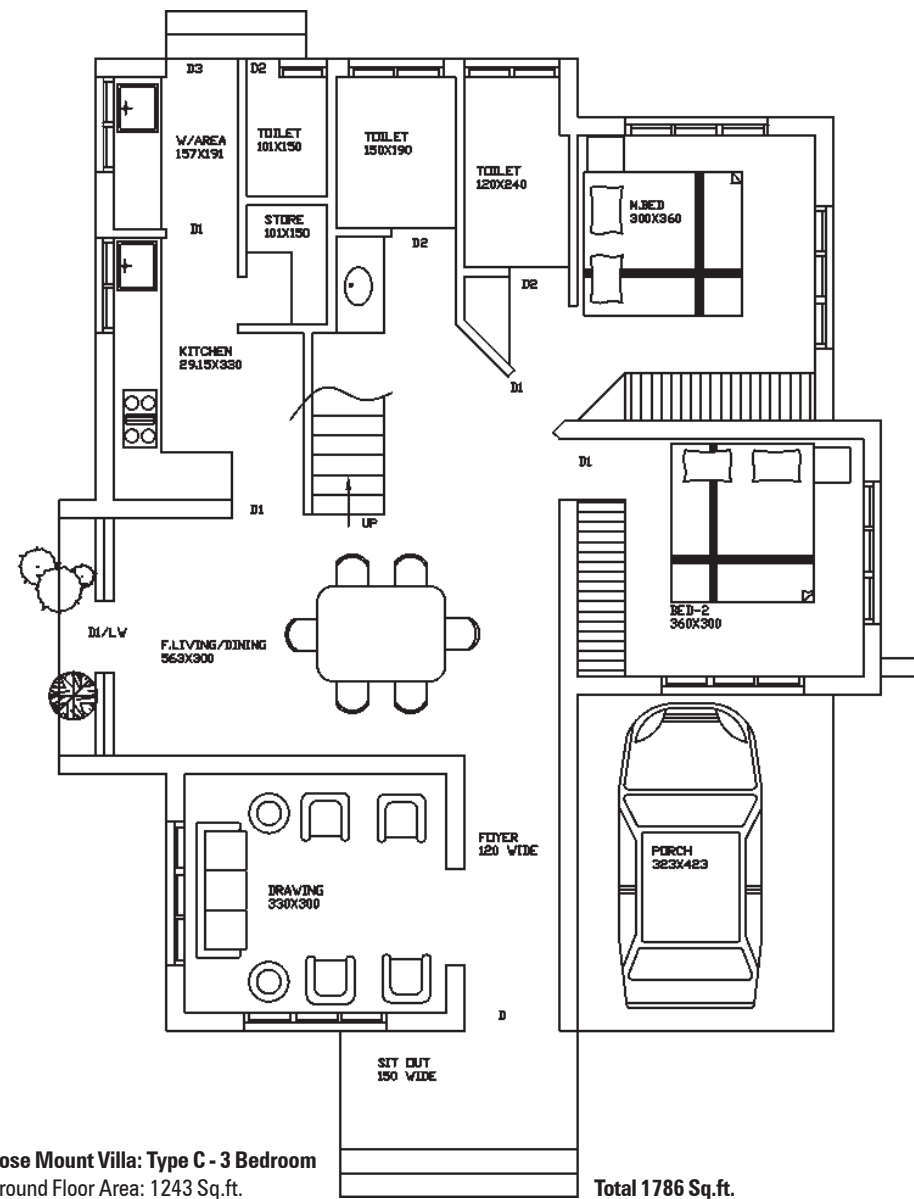 D3
D2
W/AREA
157X191
TOILET
101X150
TOILET
150X190
TOILET
120X240
M.BED
300X360
STORE
101X150
D1
D2
D2
KITCHEN
29.15X330
D1
D1
D1
UP
BED-2
360X300
D1/LW
F.LIVING/DINING
563X300
FOYER
120 WIDE
PORCH
323X423
DRAWING
330X300
D
SIT OUT
150 WIDE
ose Mount Villa: Type C - 3 Bedroom
round Floor Area: 1243 Sq.ft.
Total 1786 Sq.ft.